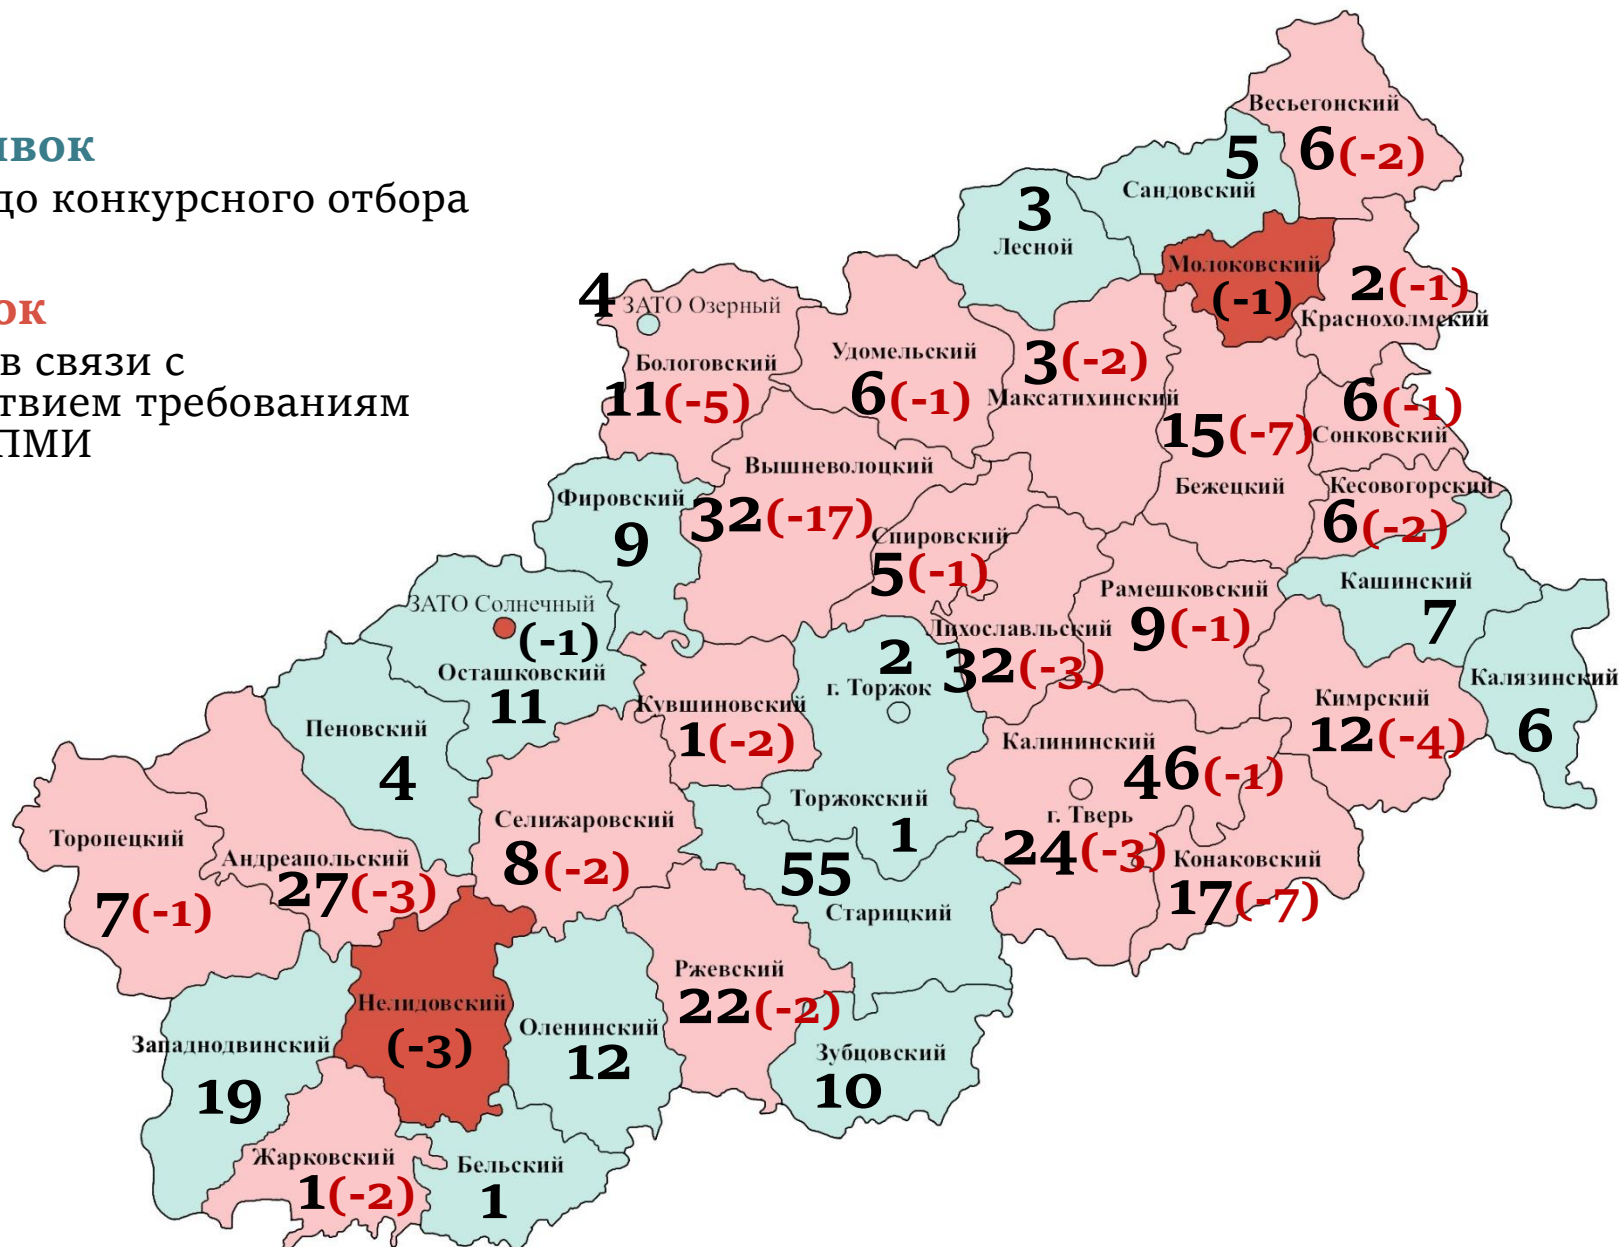 до конкурсного отбора
в связи с
требованиям
ПМИ
Весьегонский
6(-2)
5
Сандовский
3
Лесной
Молоковский
(-1)
2(-1)
Краснохолмский
4
ЗАТО Озерный
Бологовский
11(-5)
Удомельский
6(-1)
3(-2)
Максатихинский
15(-7)
Бежецкий
6(-1)
Сонковский
Кесовогорский
6(-2)
Вышневолоцкий
32(-17)
Фировский
9
Спировский
5(-1)
Рамешковский
9(-1)
Кашинский
7
ЗАТО Солнечный
(-1)
Осташковский
11
Лихославльский
32(-3)
2
г. Торжок
Калязинский
6
Кимрский
12(-4)
Кувшиновский
1(-2)
Пеновский
4
Калининский
46(-1)
г. Тверь
24(-3)
Торжокский
1
Селижаровский
8(-2)
Торопецкий
7(-1)
Андреапольский
27(-3)
55
Старицкий
Конаковский
17(-7)
Ржевский
22(-2)
Нелидовский
(-3)
Оленинский
12
Западнодвинский
19
Зубцовский
10
Жарковский
1(-2)
Бельский
1